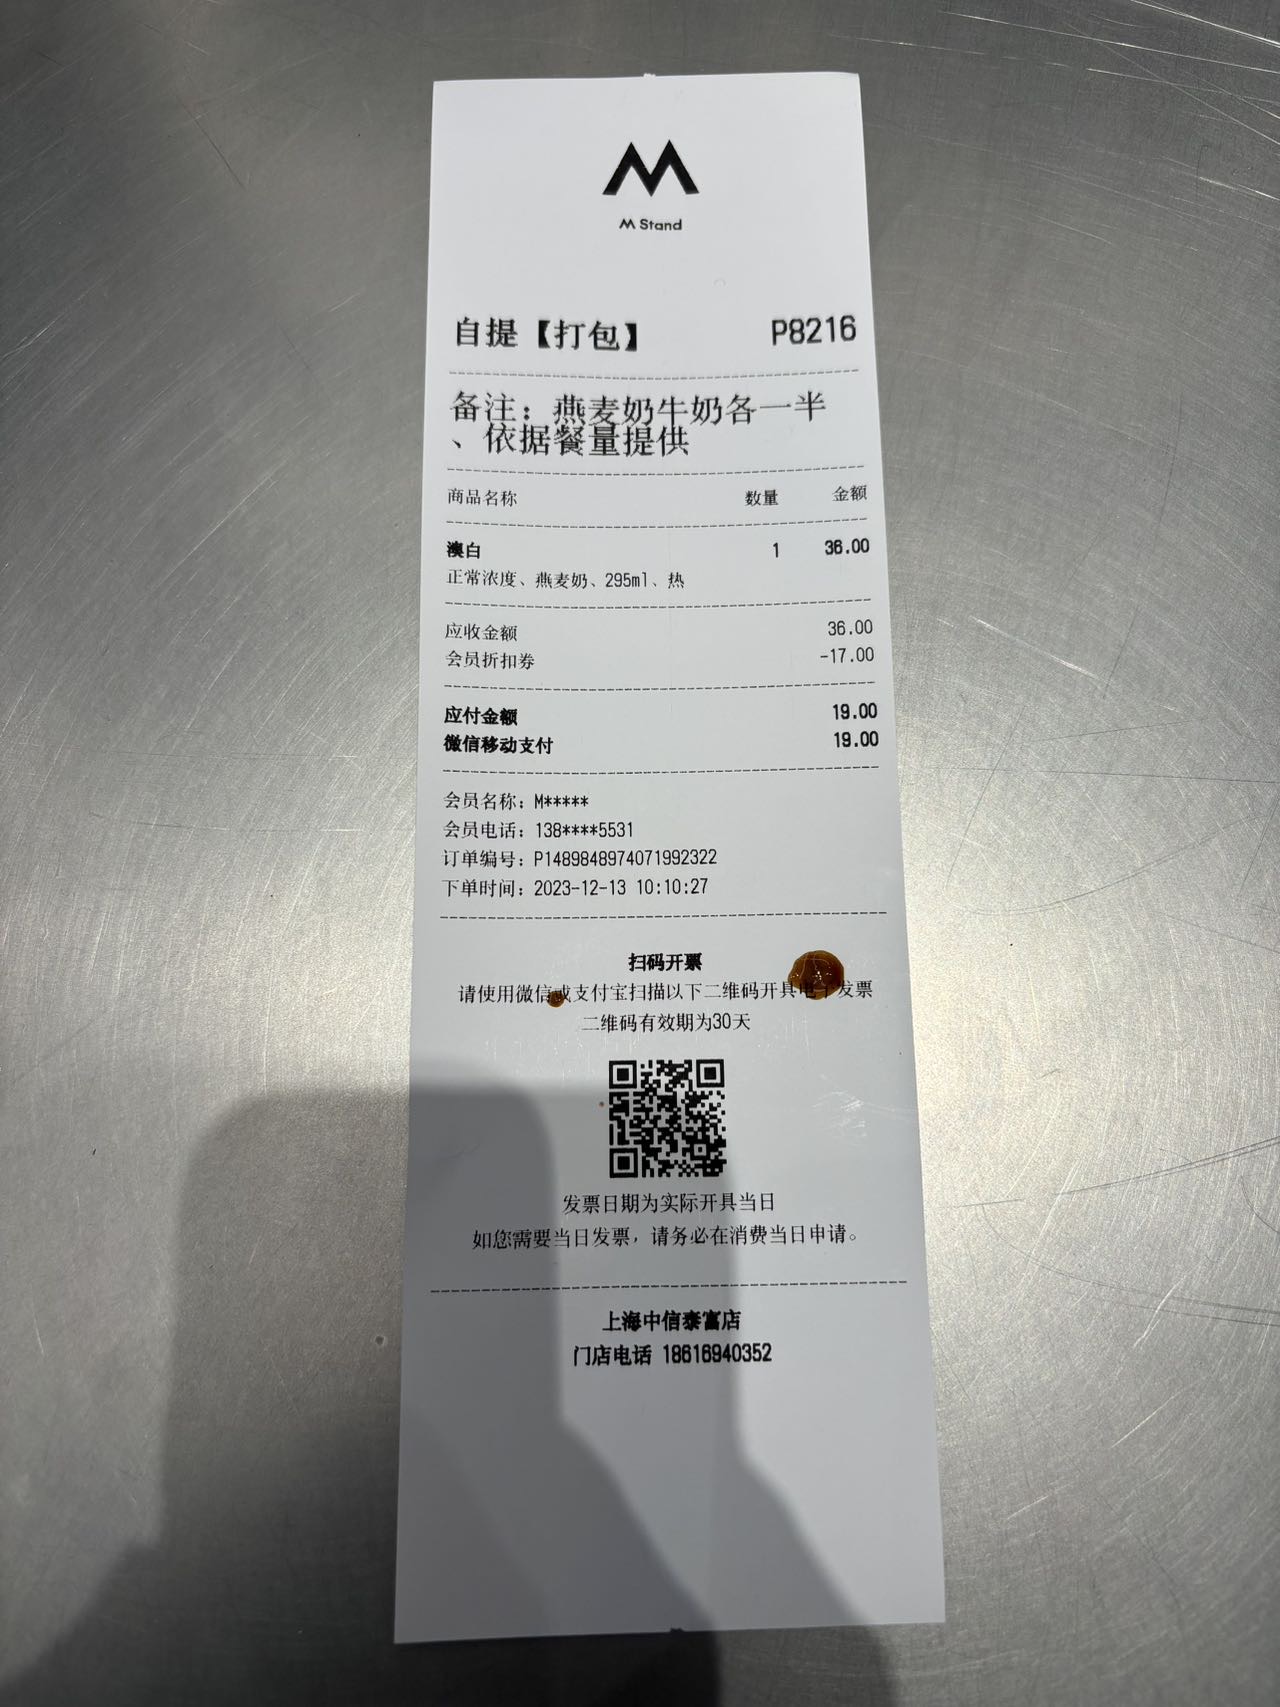 M Stand
自提【打包】 P8216
备注：燕麦奶牛奶各一半
、依据餐量提供
商品名称 数量 金额
澳白 1 36.00
正常浓度、燕麦奶、295ml、热
应收金额 36.00
会员折扣券 -17.00
应付金额 19.00
微信移动支付 19.00
会员名称：M*****
会员电话：138****5531
订单编号：P1489848974071992322
下单时间：2023-12-13 10:10:27
扫码开票
请使用微信或支付宝扫描以下二维码开具电子发票
二维码有效期为30天
发票日期为实际开具当日
如您需要当日发票，请务必在消费当日申请。
上海中信泰富店
门店电话 18616940352